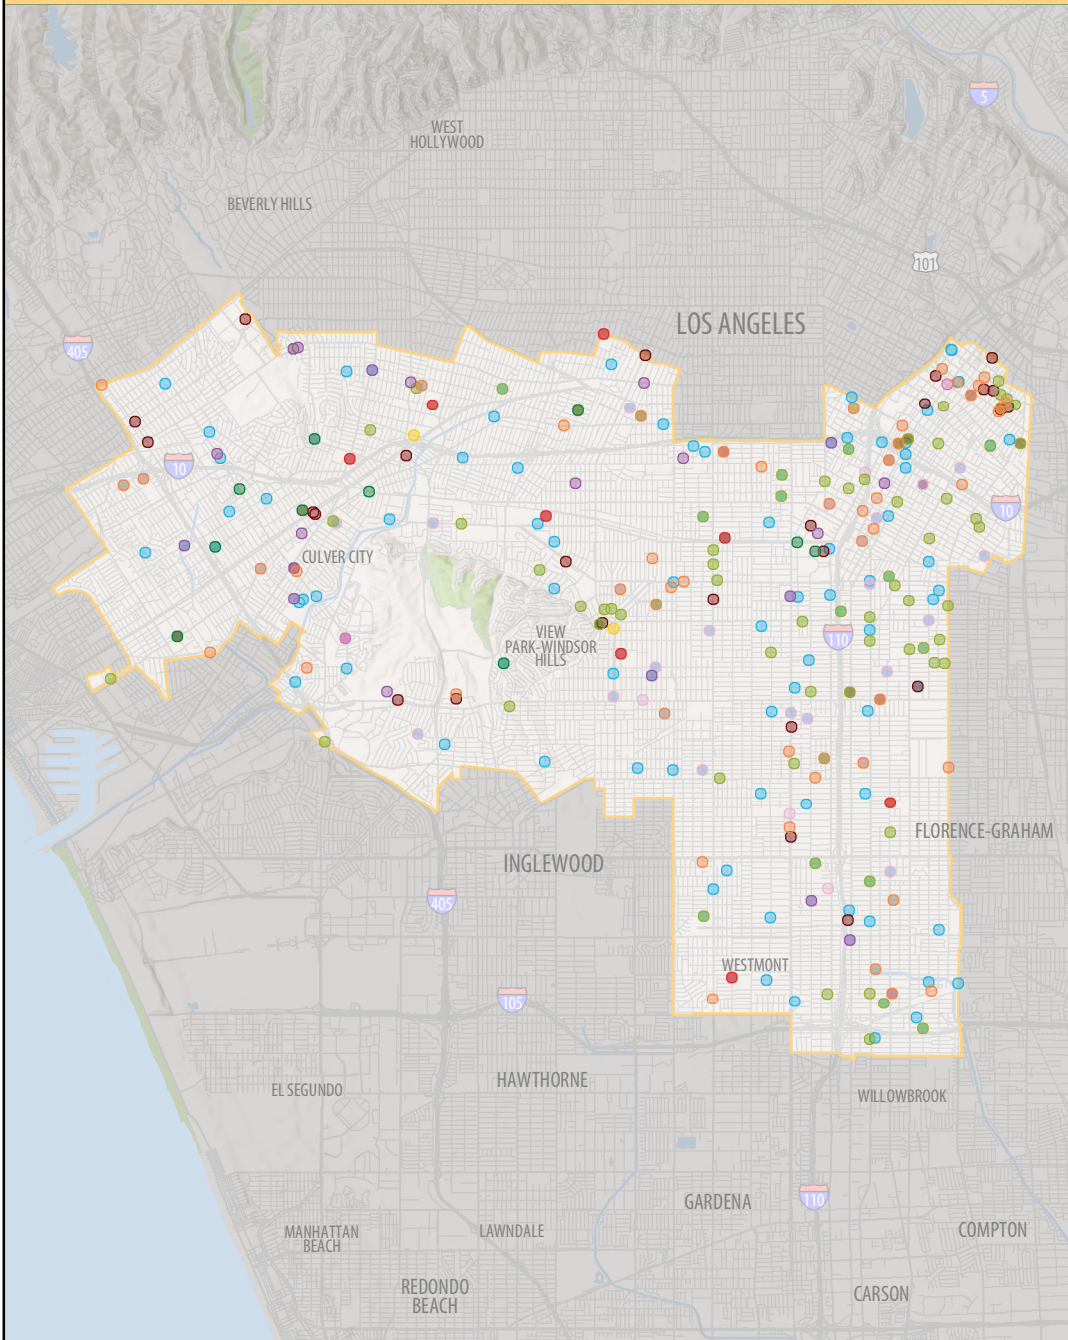 5
WEST
HOLLYWOOD
BEVERLY HILLS
101
LOS ANGELES
405
10
10
CULVER CITY
110
VIEW
PARK-WINDSOR
HILLS
FLORENCE-GRAHAM
INGLEWOOD
405
WESTMONT
105
EL SEGUNDO
HAWTHORNE
WILLOWBROOK
110
GARDENA
MANHATTAN
BEACH
LAWNDALE
COMPTON
REDONDO
BEACH
CARSON